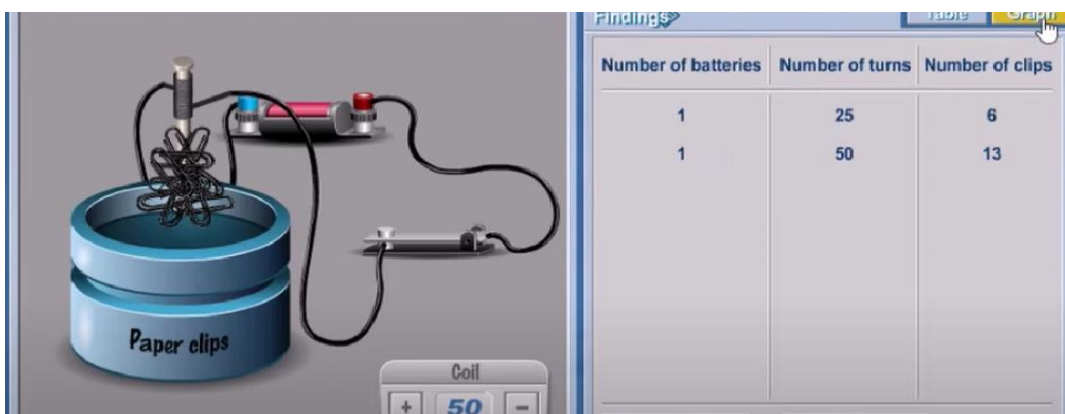 Findings
Table Graph
Number of batteries Number of turns Number of clips
1 25 6
1 50 13
Paper clips
Coil
+ 50 −